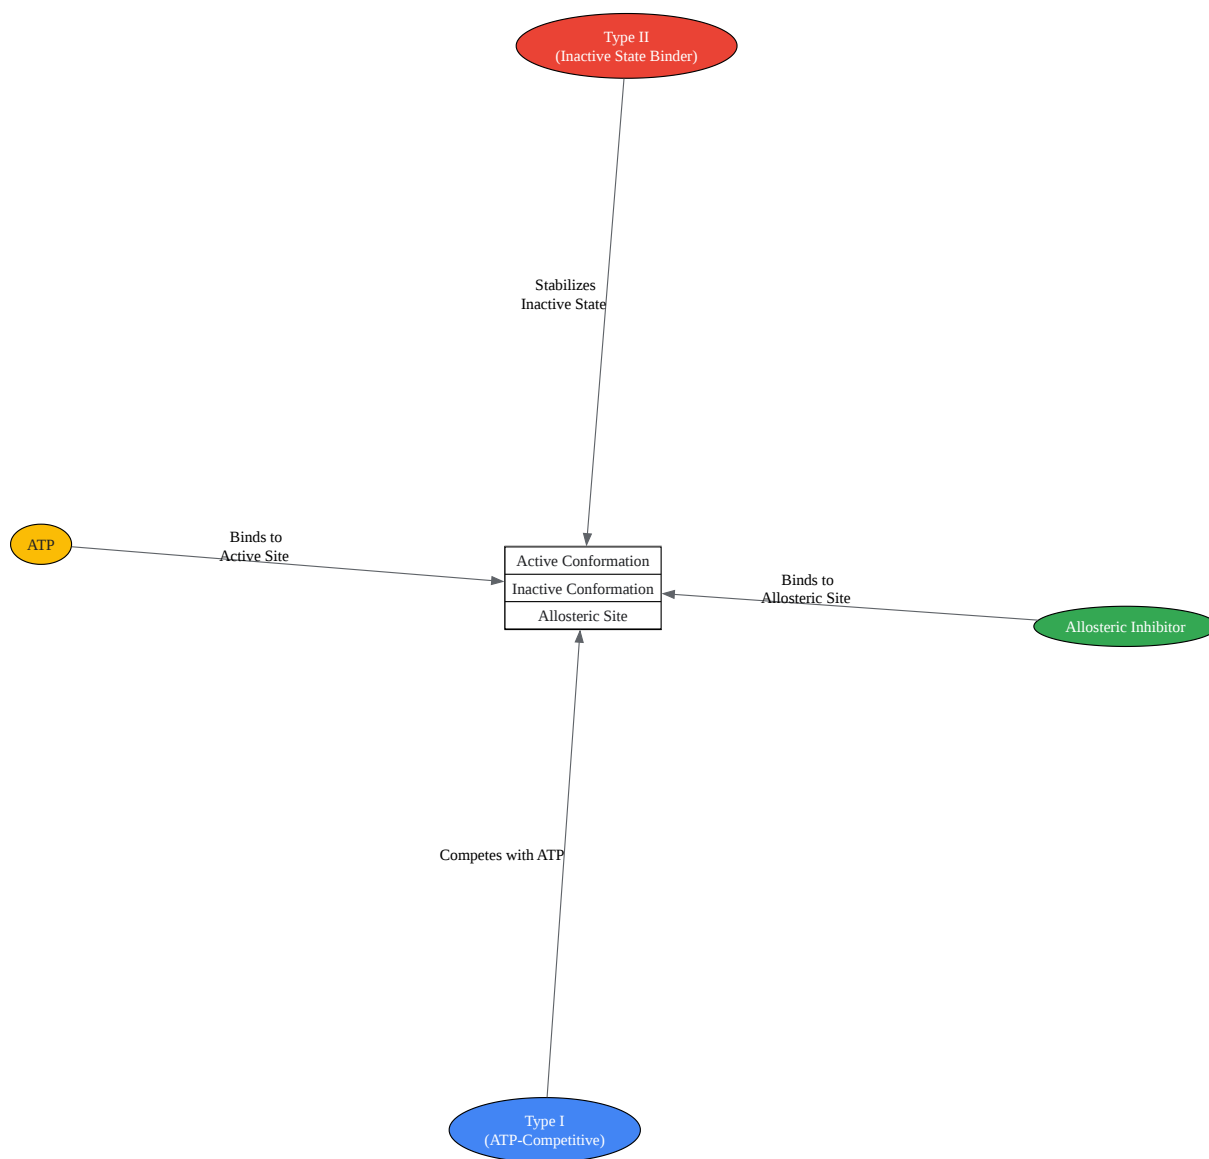 Type II
(Inactive State Binder)
Stabilizes
Inactive State
ATP
Binds to
Active Site
Active Conformation
Inactive Conformation
Allosteric Site
Binds to
Allosteric Site
Allosteric Inhibitor
Competes with ATP
Type I
(ATP-Competitive)